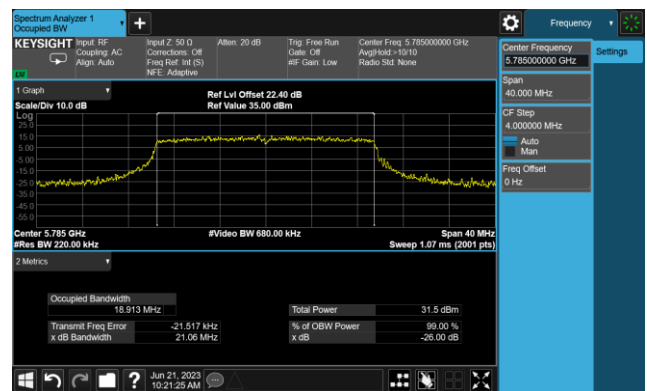 Spectrum Analyzer 1
Occupied BW
Frequency
KEYSIGHT
Input: RF
Coupling: AC
Align: Auto
Input Z: 50 Ω
Corrections: Off
Freq Ref: Int (S)
NFE: Adaptive
Atten: 20 dB
Trig: Free Run
Gate: Off
#IF Gain: Low
Center Freq: 5.785000000 GHz
Avg|Hold:>10/10
Radio Std: None
Center Frequency
5.785000000 GHz
Settings
Span
40.000 MHz
CF Step
4.000000 MHz
Auto
Man
Freq Offset
0 Hz
1 Graph
Scale/Div 10.0 dB
Ref Lvl Offset 22.40 dB
Ref Value 35.00 dBm
Log
25.0
15.0
5.00
-5.00
-15.0
-25.0
-35.0
-45.0
-55.0
Center 5.785 GHz
#Res BW 220.00 kHz
#Video BW 680.00 kHz
Span 40 MHz
Sweep 1.07 ms (2001 pts)
2 Metrics
Occupied Bandwidth
18.913 MHz
Total Power 31.5 dBm
Transmit Freq Error -21.517 kHz
% of OBW Power 99.00 %
x dB Bandwidth 21.06 MHz
x dB -26.00 dB
Jun 21, 2023
10:21:25 AM